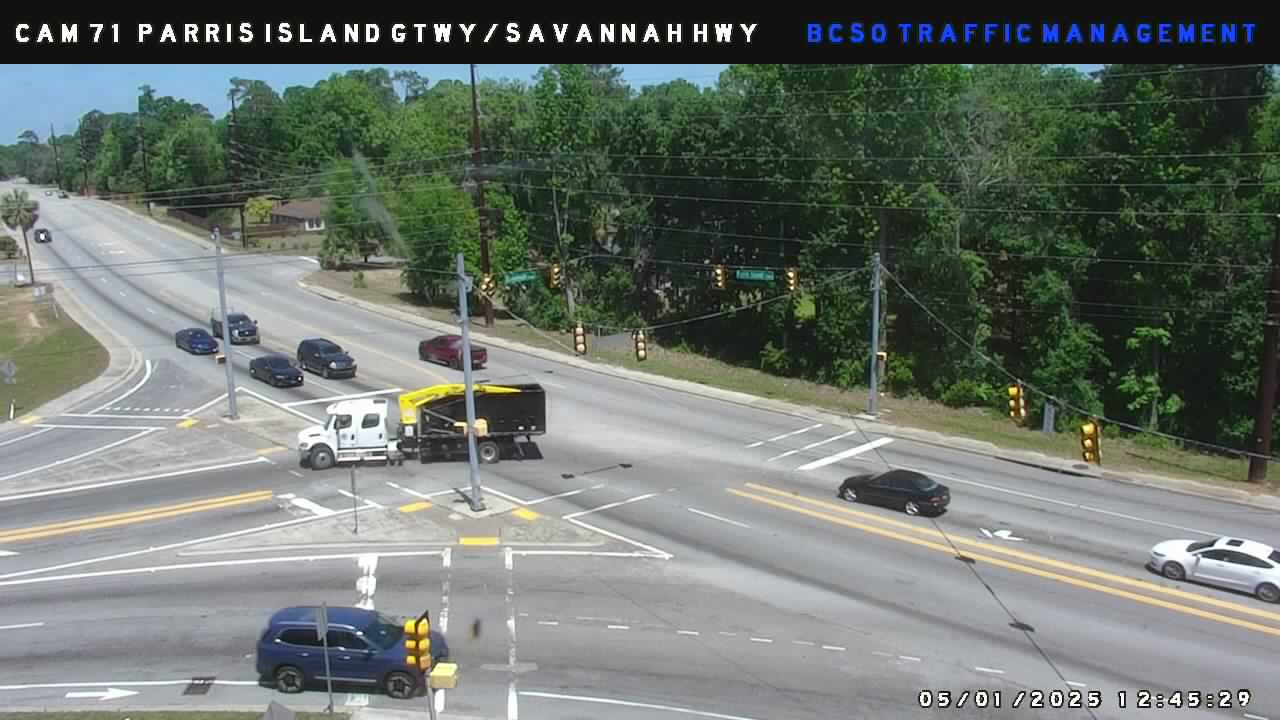 CAM 71 PARRIS ISLAND GTWY/SAVANNAH HWY
BCSO TRAFFIC MANAGEMENT
05/01/2025 12:45:29